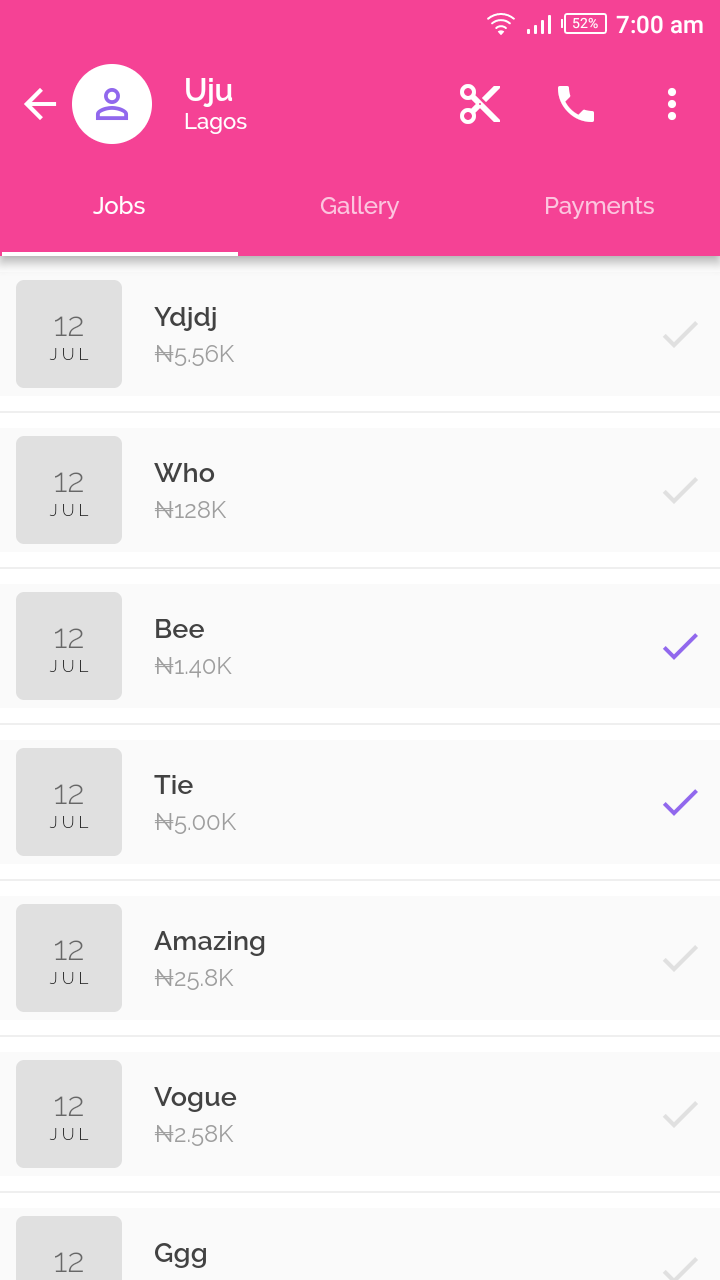 52% 7:00 am
Uju
Lagos
Jobs Gallery Payments
12
JUL
Ydjdj
₦5.56K
12
JUL
Who
₦128K
12
JUL
Bee
₦1.40K
12
JUL
Tie
₦5.00K
12
JUL
Amazing
₦25.8K
12
JUL
Vogue
₦2.58K
12
Ggg